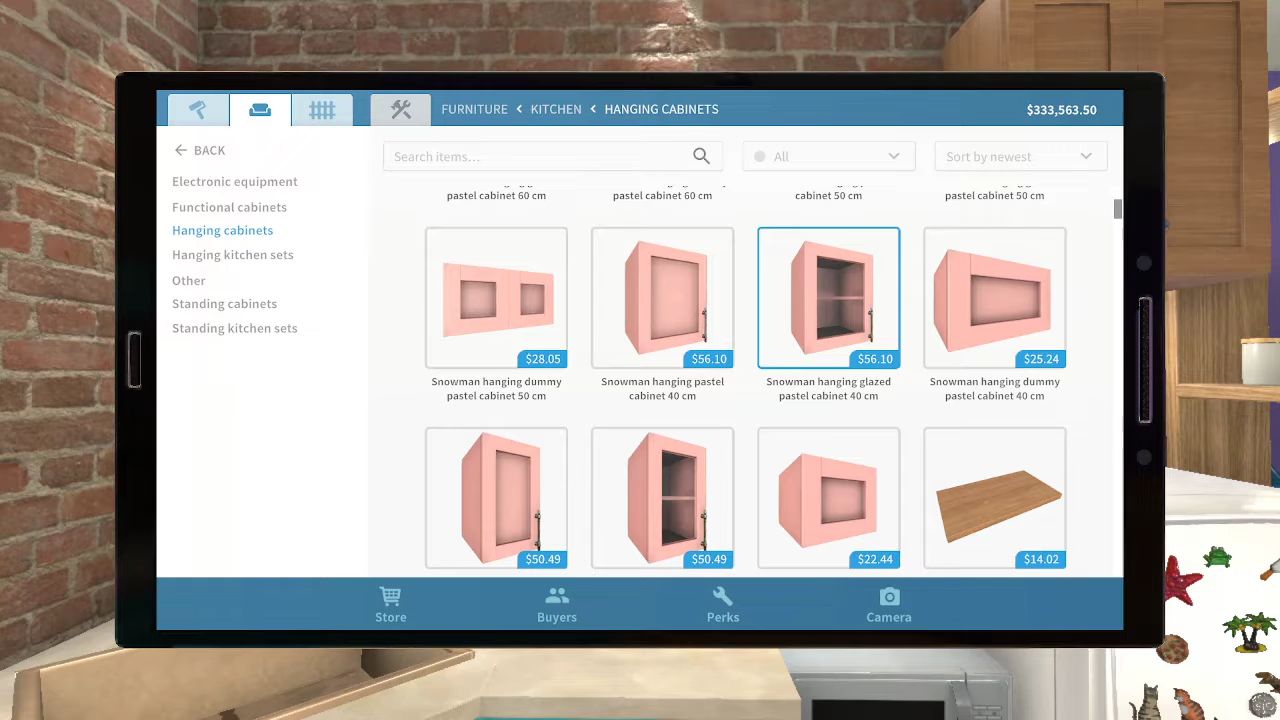 FURNITURE < KITCHEN < HANGING CABINETS
$333,563.50
BACK
Search items...
All
Sort by newest
Electronic equipment
Functional cabinets
Hanging cabinets
Hanging kitchen sets
Other
Standing cabinets
Standing kitchen sets
pastel cabinet 60 cm
pastel cabinet 60 cm
cabinet 50 cm
pastel cabinet 50 cm
$28.05
$56.10
$56.10
$25.24
Snowman hanging dummy
pastel cabinet 50 cm
Snowman hanging pastel
cabinet 40 cm
Snowman hanging glazed
pastel cabinet 40 cm
Snowman hanging dummy
pastel cabinet 40 cm
$50.49
$50.49
$22.44
$14.02
Store
Buyers
Perks
Camera